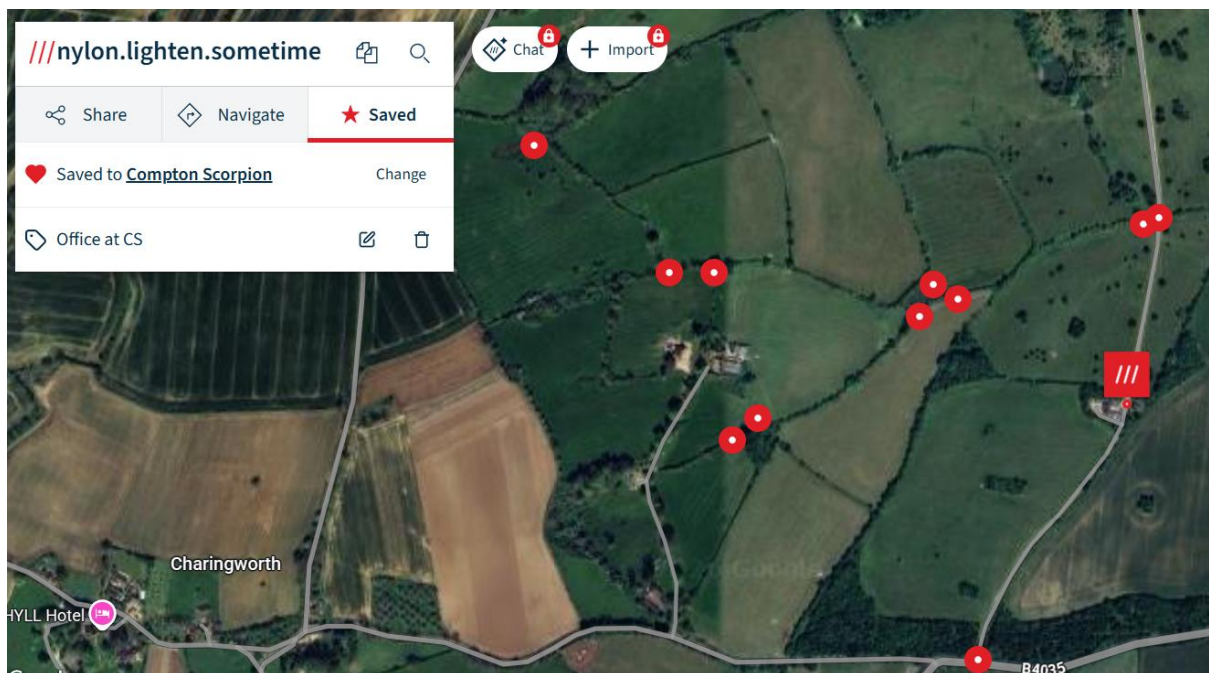 ///nylon.lighten.sometime
Chat
Import
Share
Navigate
Saved
Saved to Compton Scorpion
Change
Office at CS
///
Charingworth
HYLL Hotel
Google
B4035